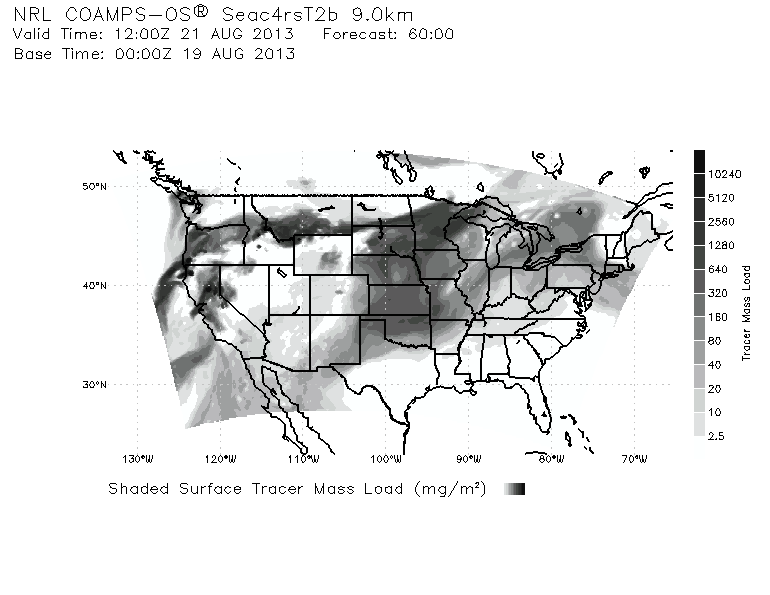 NRL COAMPS-OS® Seac4rsT2b 9.0km
Valid Time: 12:00Z 21 AUG 2013 Forecast: 60:00
Base Time: 00:00Z 19 AUG 2013
50°N
40°N
30°N
130°W 120°W 110°W 100°W 90°W 80°W 70°W
10240
5120
2560
1280
640
320
160
80
40
20
10
2.5
Tracer Mass Load
Shaded Surface Tracer Mass Load (mg/m²)